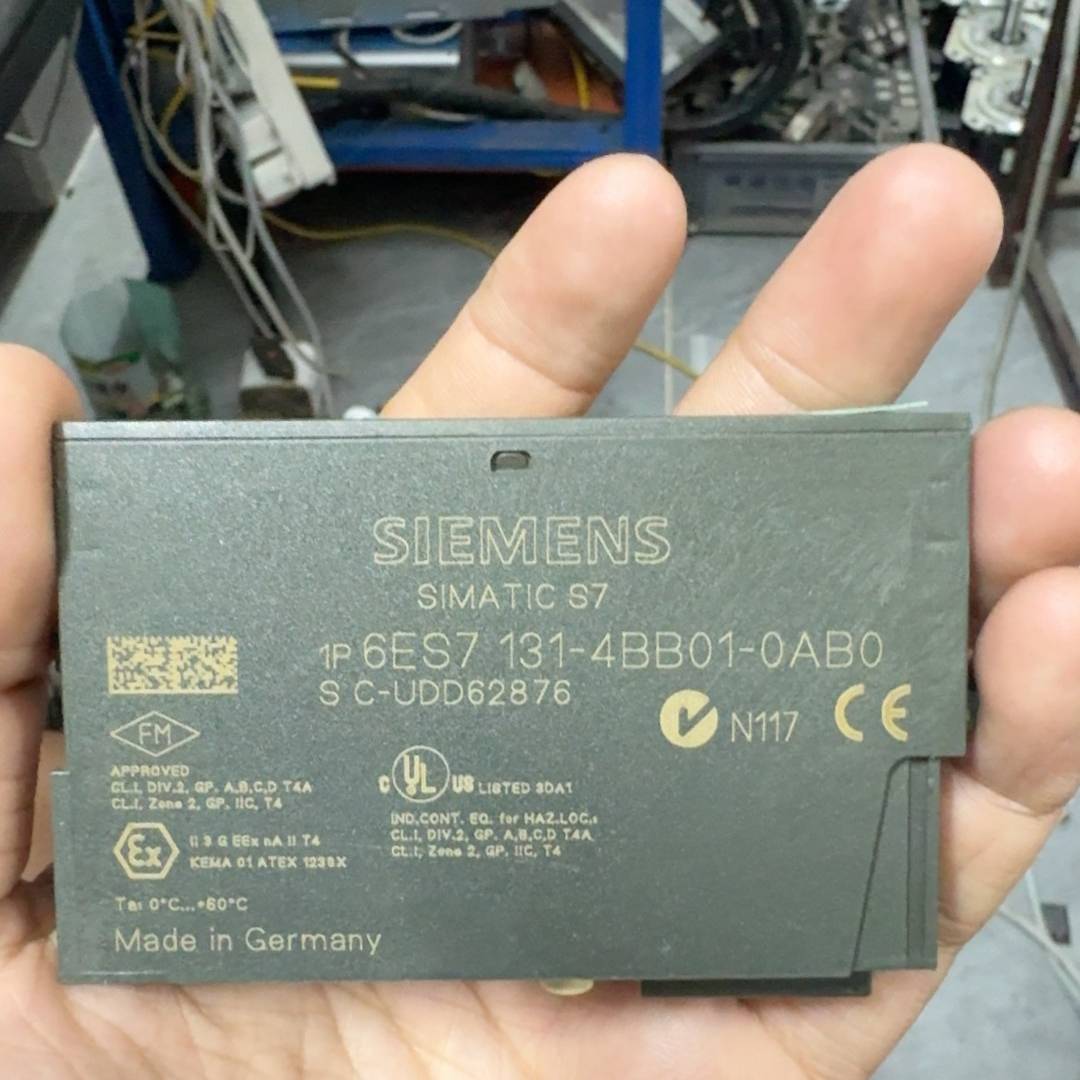 SIEMENS
SIMATIC S7
1P 6ES7 131-4BB01-0AB0
S C-UDD62876
N117 CE
FM
APPROVED
CL.I, DIV.2, GP. A,B,C,D T4A
CL.I, Zone 2, GP. IIC, T4
C UL US LISTED 3DA1
IND.CONT. EQ. for HAZ.LOC.:
CL.I, DIV.2, GP. A,B,C,D T4A
CL.I, Zone 2, GP. IIC, T4
Ex II 3 G EEx nA II T4
KEMA 01 ATEX 1238X
Ta: 0°C...+60°C
Made in Germany